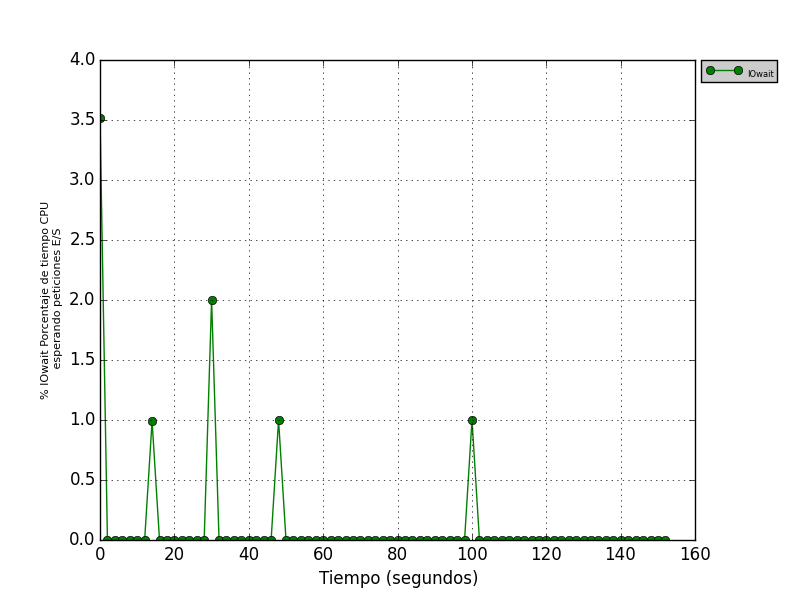 4.0
3.5
3.0
2.5
2.0
1.5
1.0
0.5
0.0
% IOwait Porcentaje de tiempo CPU
esperando peticiones E/S
0 20 40 60 80 100 120 140 160
Tiempo (segundos)
IOwait